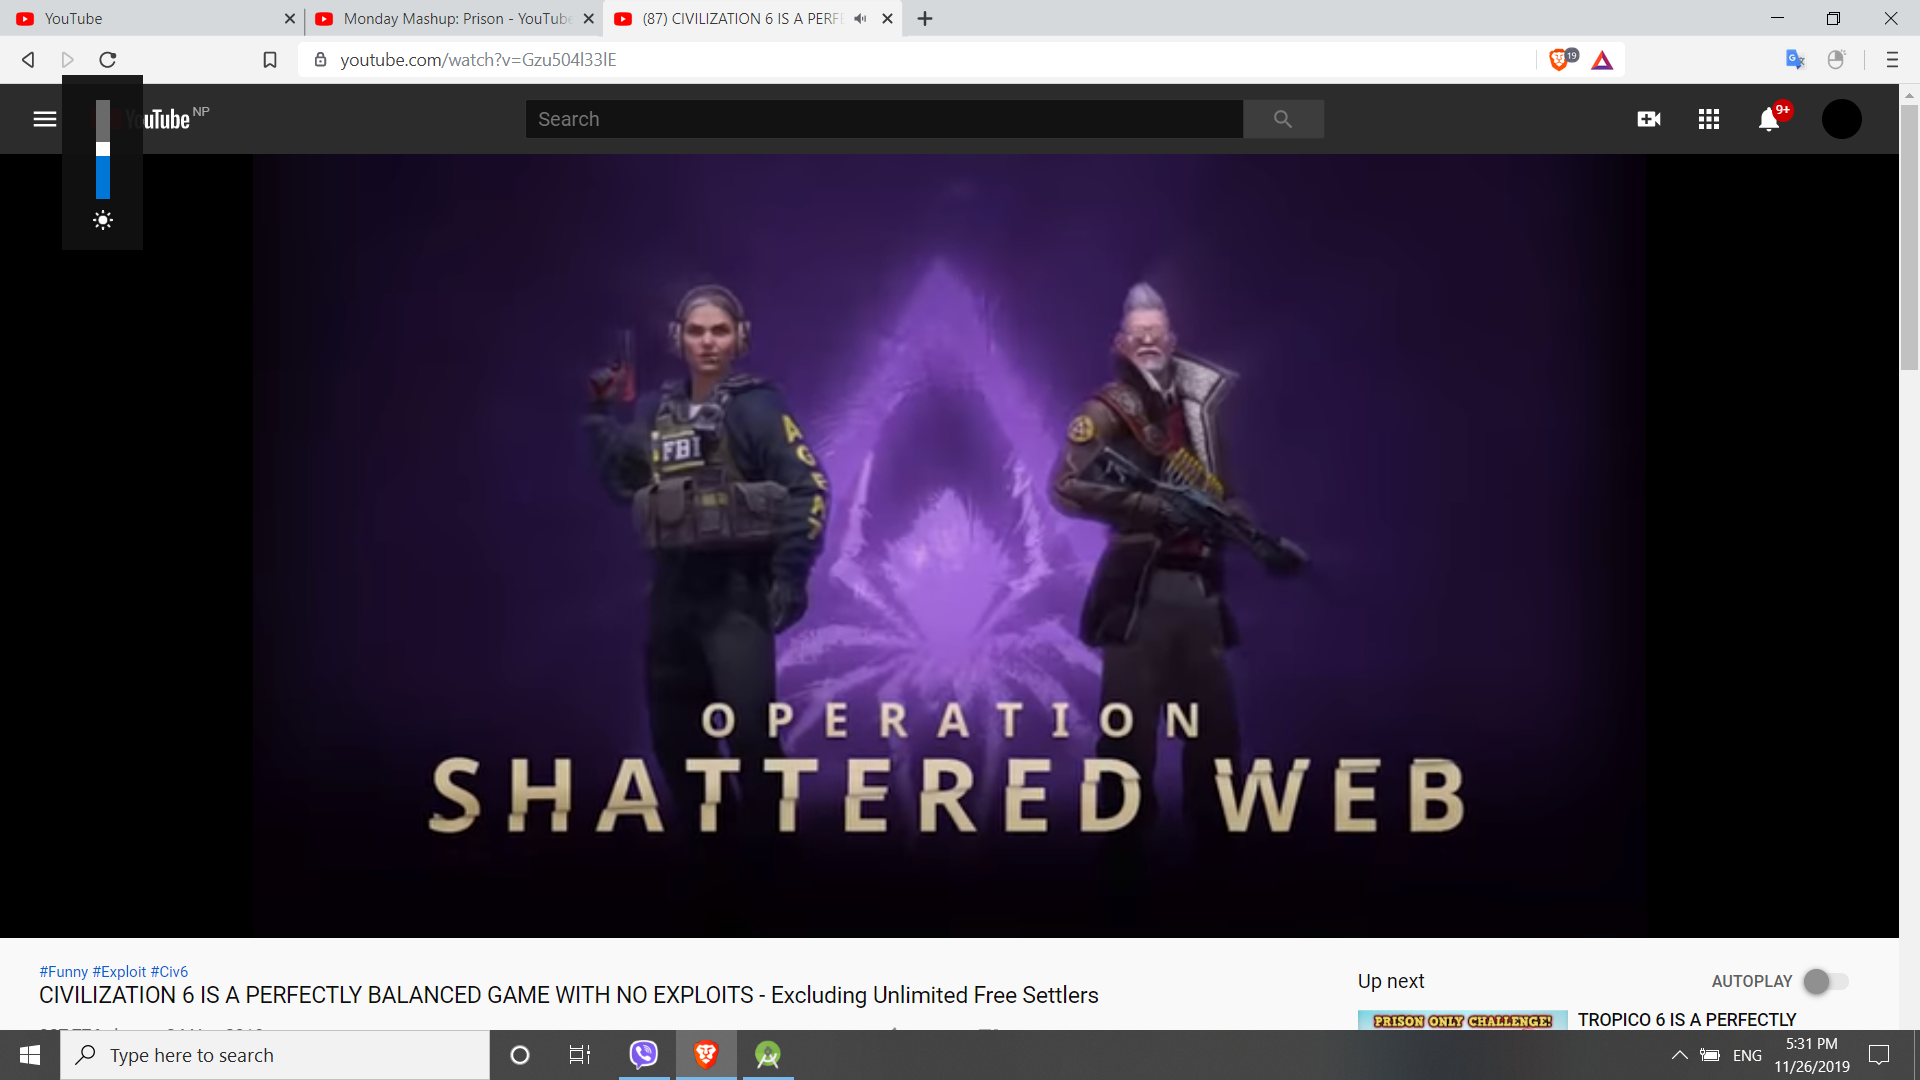 YouTube
Monday Mashup: Prison - YouTube
(87) CIVILIZATION 6 IS A PERF
youtube.com/watch?v=Gzu504l33lE
19
YouTube NP
Search
9+
FBI
AGENT
OPERATION
SHATTERED WEB
#Funny #Exploit #Civ6
CIVILIZATION 6 IS A PERFECTLY BALANCED GAME WITH NO EXPLOITS - Excluding Unlimited Free Settlers
Up next
AUTOPLAY
PRISON ONLY CHALLENGE!
TROPICO 6 IS A PERFECTLY
Type here to search
ENG
5:31 PM
11/26/2019